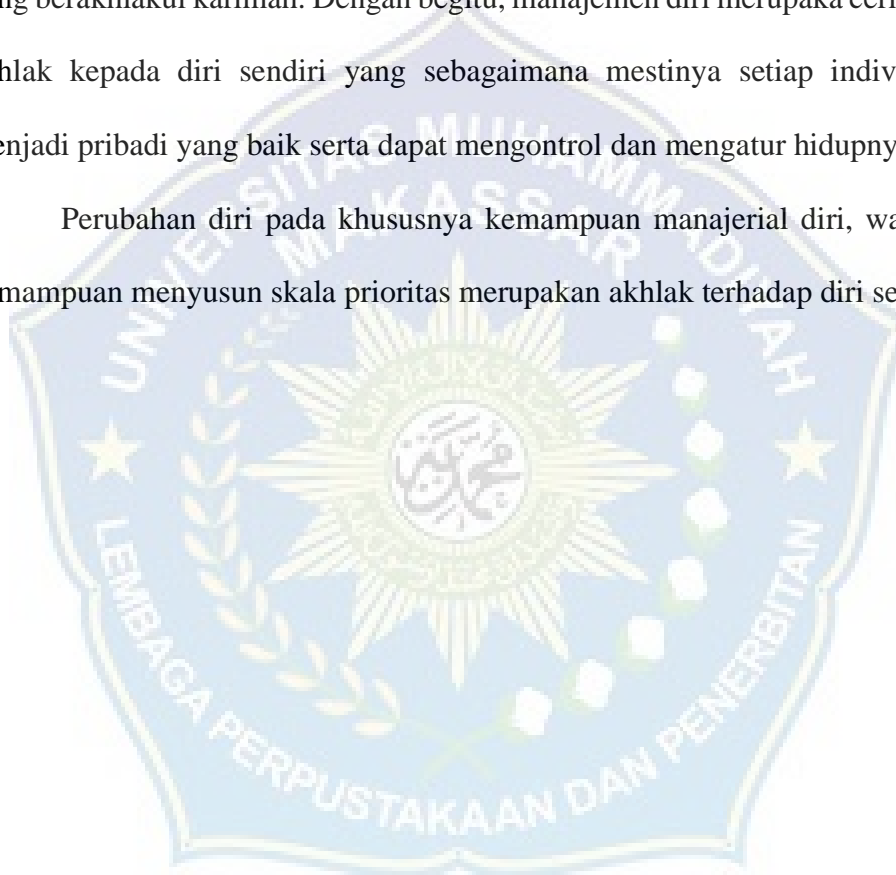 ng berakhlakul karimah. Dengan begitu, manajemen diri merupaka
hlak kepada diri sendiri yang sebagaimana mestinya setiap indiv
enjadi pribadi yang baik serta dapat mengontrol dan mengatur hidupny
Perubahan diri pada khususnya kemampuan manajerial diri, wa
mampuan menyusun skala prioritas merupakan akhlak terhadap diri se
UNIVERSITAS MUHAMMADIYAH
MAKASSAR
LEMBAGA PERPUSTAKAAN DAN PENERBITAN